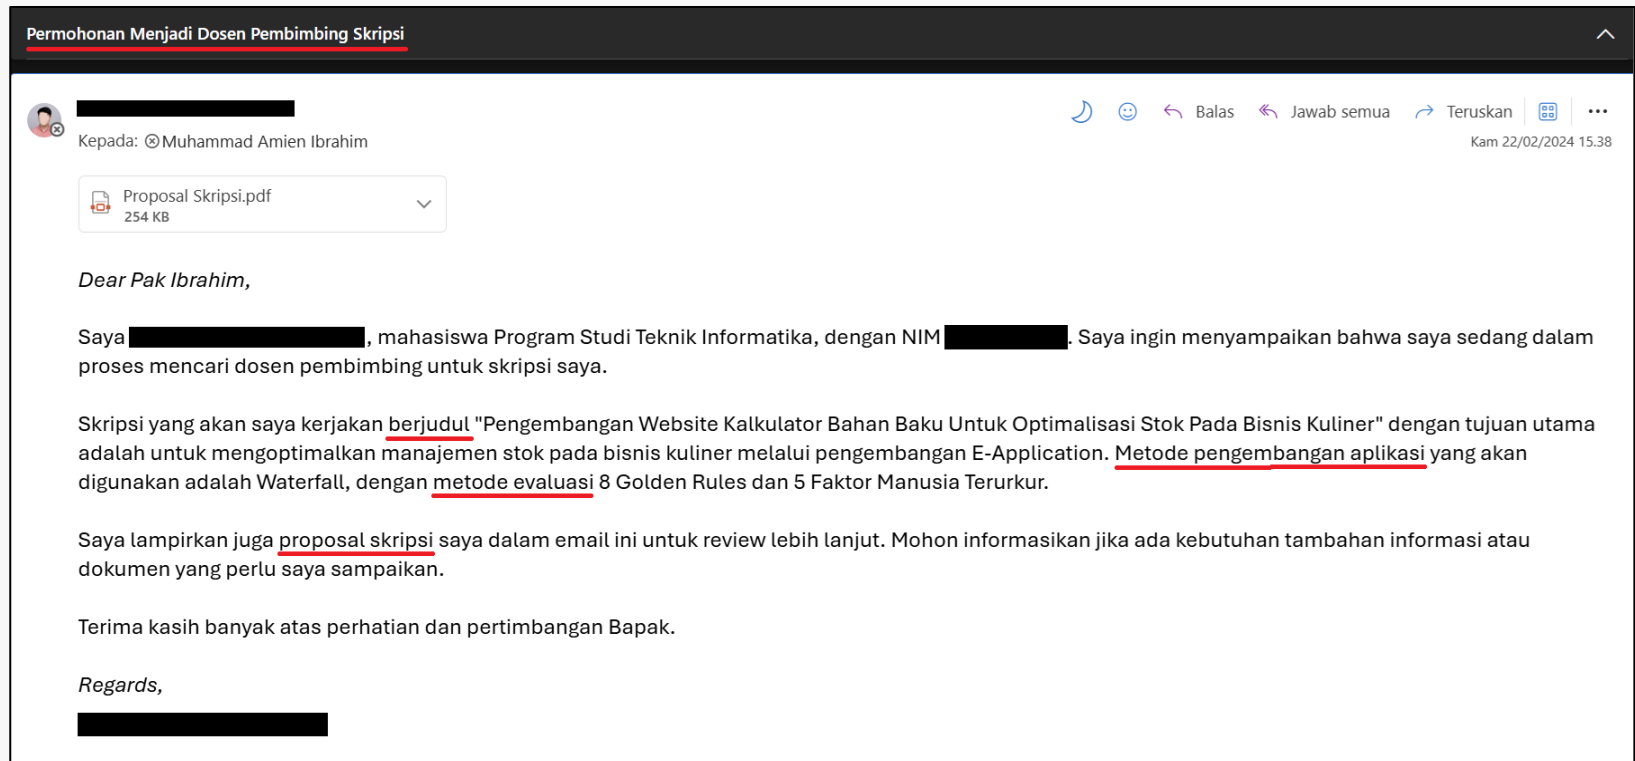 Permohonan Menjadi Dosen Pembimbing Skripsi
Balas Jawab semua Teruskan
Kepada: Muhammad Amien Ibrahim
Kam 22/02/2024 15.38
Proposal Skripsi.pdf
254 KB
Dear Pak Ibrahim,
Saya , mahasiswa Program Studi Teknik Informatika, dengan NIM . Saya ingin menyampaikan bahwa saya sedang dalam
proses mencari dosen pembimbing untuk skripsi saya.
Skripsi yang akan saya kerjakan berjudul "Pengembangan Website Kalkulator Bahan Baku Untuk Optimalisasi Stok Pada Bisnis Kuliner" dengan tujuan utama
adalah untuk mengoptimalkan manajemen stok pada bisnis kuliner melalui pengembangan E-Application. Metode pengembangan aplikasi yang akan
digunakan adalah Waterfall, dengan metode evaluasi 8 Golden Rules dan 5 Faktor Manusia Terurkur.
Saya lampirkan juga proposal skripsi saya dalam email ini untuk review lebih lanjut. Mohon informasikan jika ada kebutuhan tambahan informasi atau
dokumen yang perlu saya sampaikan.
Terima kasih banyak atas perhatian dan pertimbangan Bapak.
Regards,